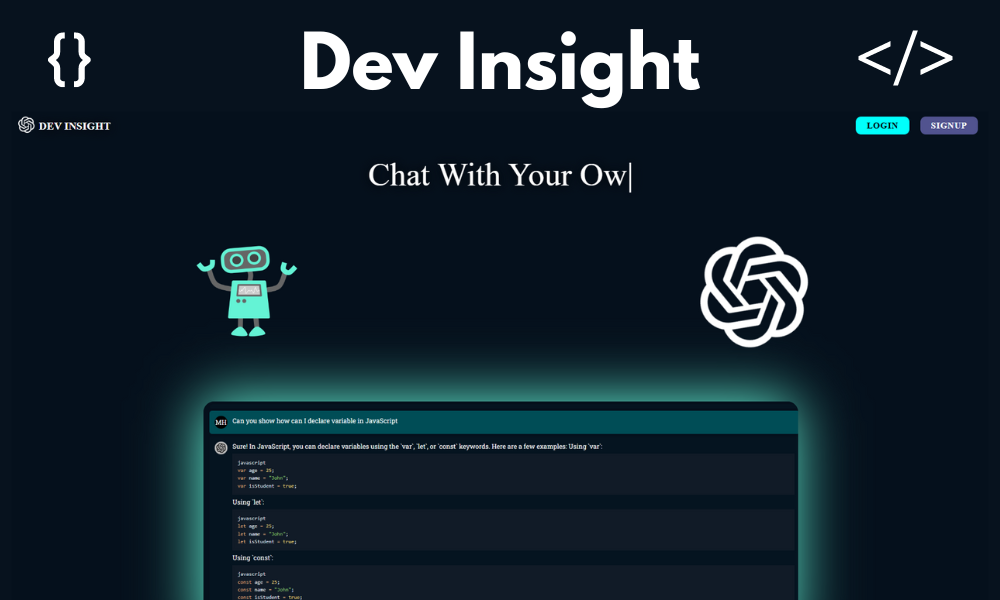 {}
Dev Insight
</>
DEV INSIGHT
LOGIN
SIGNUP
Chat With Your Ow|
MH
Can you show how can I declare variable in JavaScript
Sure! In JavaScript, you can declare variables using the `var`, `let`, or `const` keywords. Here are a few examples: Using `var`:
javascript
var age = 25;
var name = "John";
var isStudent = true;
Using `let`:
javascript
let age = 25;
let name = "John";
let isStudent = true;
Using `const`:
javascript
const age = 25;
const name = "John";
const isStudent = true;